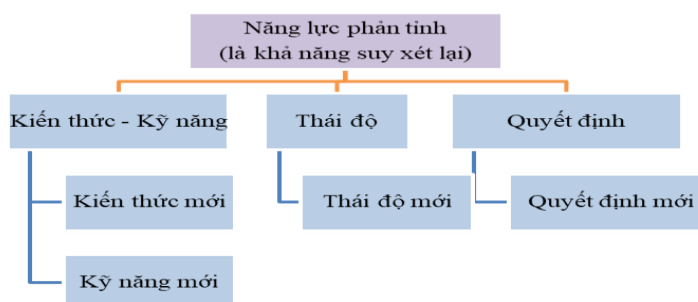 Năng lực phản tỉnh
(là khả năng suy xét lại)
Kiến thức - Kỹ năng
Thái độ
Quyết định
Kiến thức mới
Thái độ mới
Quyết định mới
Kỹ năng mới